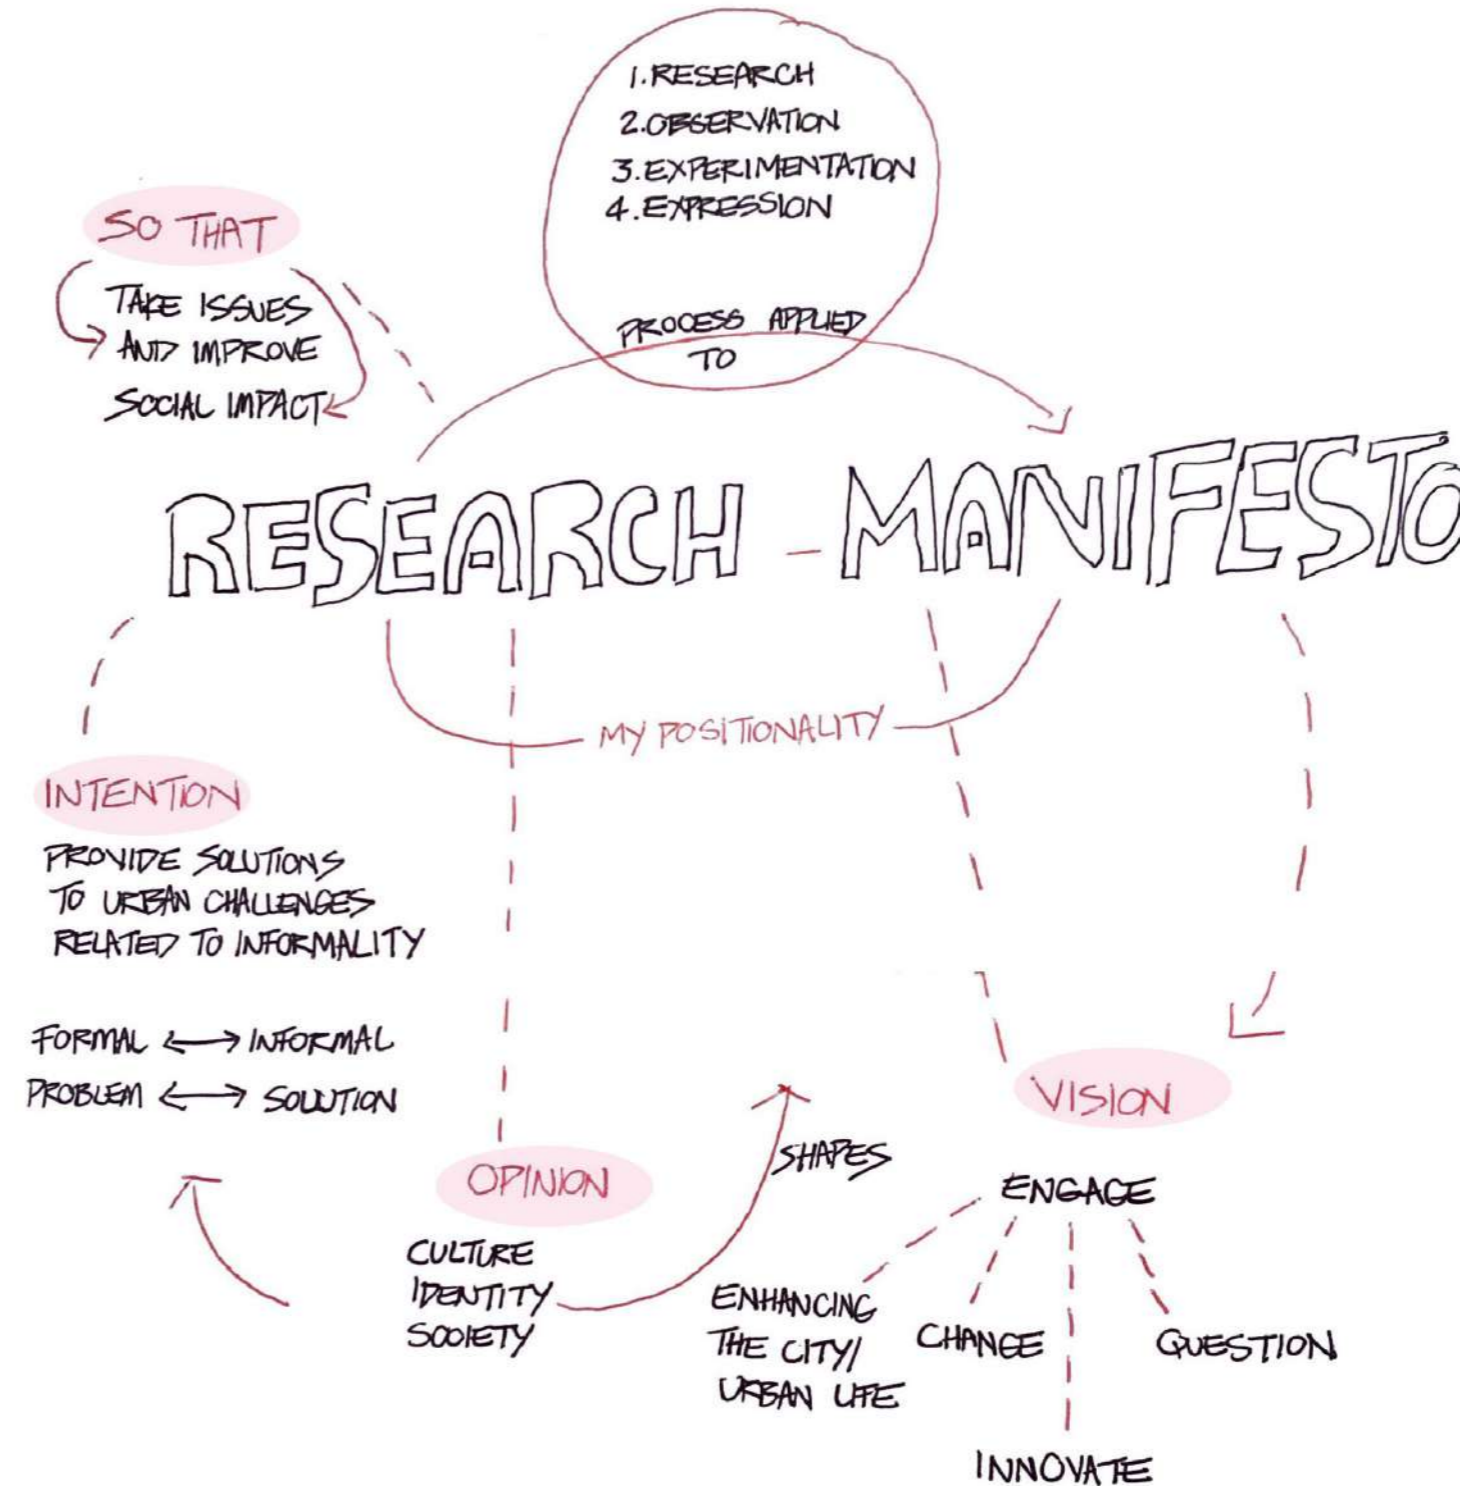 1. RESEARCH
2. OBSERVATION
3. EXPERIMENTATION
4. EXPRESSION
PROCESS APPLIED
TO
SO THAT
TAKE ISSUES
AND IMPROVE
SOCIAL IMPACT
RESEARCH - MANIFESTO
MY POSITIONALITY
INTENTION
PROVIDE SOLUTIONS
TO URBAN CHALLENGES
RELATED TO INFORMALITY
FORMAL ↔ INFORMAL
PROBLEM ↔ SOLUTION
OPINION
CULTURE
IDENTITY
SOCIETY
SHAPES
VISION
ENGAGE
ENHANCING
THE CITY/
URBAN LIFE
CHANGE
QUESTION
INNOVATE